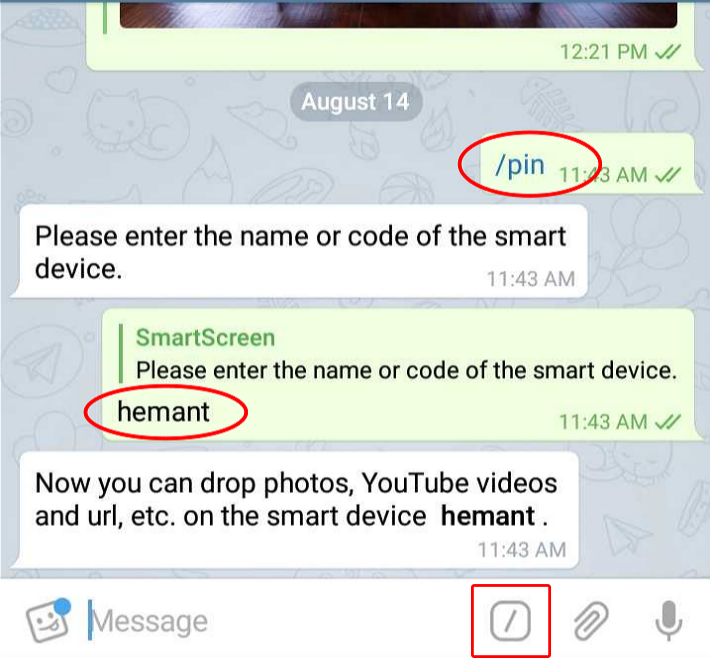 12:21 PM
August 14
/pin 11:43 AM
Please enter the name or code of the smart
device.
11:43 AM
SmartScreen
Please enter the name or code of the smart device.
hemant
11:43 AM
Now you can drop photos, YouTube videos
and url, etc. on the smart device hemant .
11:43 AM
Message